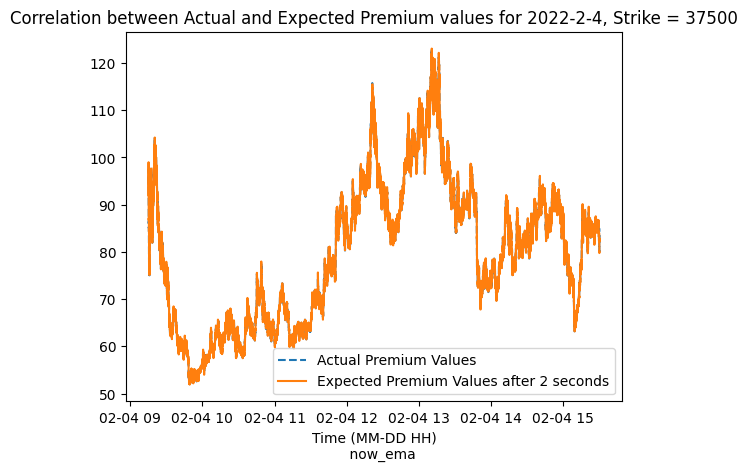 Correlation between Actual and Expected Premium values for 2022-2-4, Strike = 37500
120
110
100
90
80
70
60
50
Actual Premium Values
Expected Premium Values after 2 seconds
02-04 09 02-04 10 02-04 11 02-04 12 02-04 13 02-04 14 02-04 15
Time (MM-DD HH)
now_ema